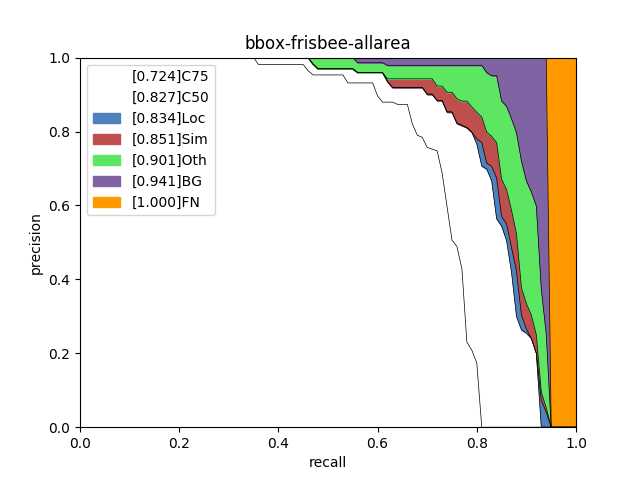 bbox-frisbee-allarea
precision
1.0
0.8
0.6
0.4
0.2
0.0
[0.724]C75
[0.827]C50
[0.834]Loc
[0.851]Sim
[0.901]Oth
[0.941]BG
[1.000]FN
0.0 0.2 0.4 0.6 0.8 1.0
recall